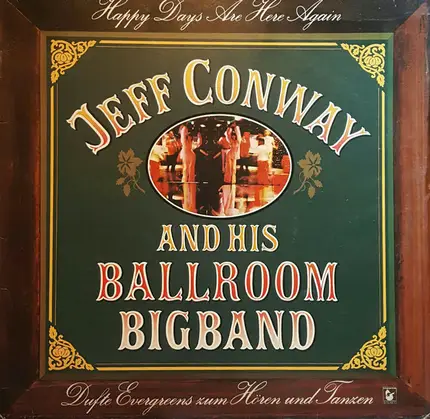 Happy Days Are Here Again
JEFF CONWAY
AND HIS
BALLROOM
BIGBAND
Dufte Evergreens zum Hören und Tanzen